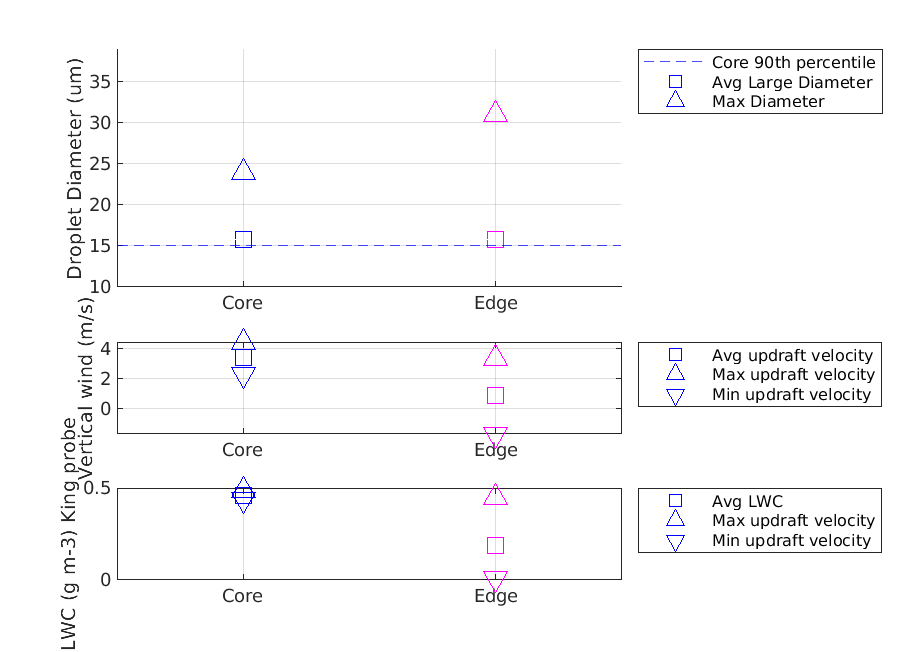 Droplet Diameter (um)
35
30
25
20
15
10
Core
Edge
Core 90th percentile
Avg Large Diameter
Max Diameter
Vertical wind (m/s)
4
2
0
Core
Edge
Avg updraft velocity
Max updraft velocity
Min updraft velocity
LWC (g m-3) King probe
0.5
0
Core
Edge
Avg LWC
Max updraft velocity
Min updraft velocity